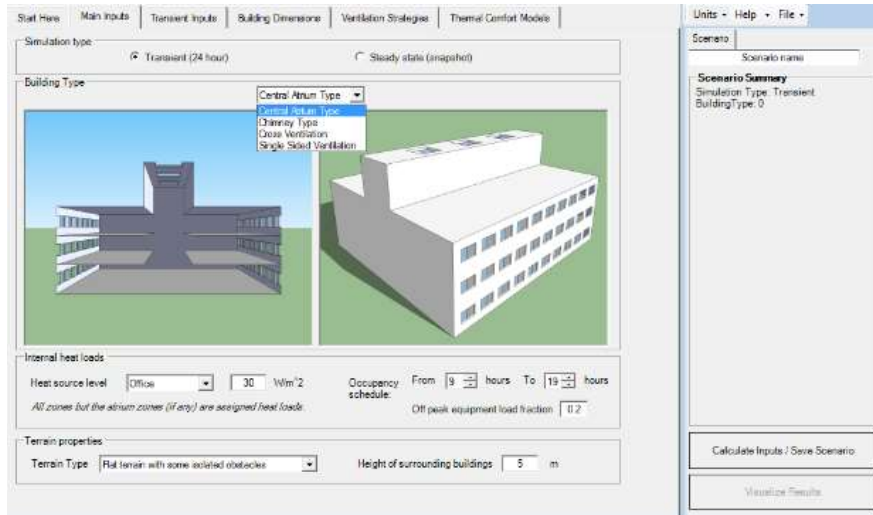 Start Here Main Inputs Transient Inputs Building Dimensions Ventilation Strategies Thermal Comfort Models
Simulation type
Transient (24 hour) Steady state (snapshot)
Building Type
Central Atrium Type
Central Atrium Type
Chimney Type
Cross Ventilation
Single Sided Ventilation
Internal heat loads
Heat source level Office 30 W/m^2
All zones but the atrium zones (if any) are assigned heat loads.
Occupancy schedule: From 9 hours To 19 hours
Off peak equipment load fraction 0.2
Terrain properties
Terrain Type Flat terrain with some isolated obstacles Height of surrounding buildings 5 m
Units Help File
Scenario
Scenario name
Scenario Summary
Simulation Type: Transient
BuildingType: 0
Calculate Inputs / Save Scenario
Visualize Results